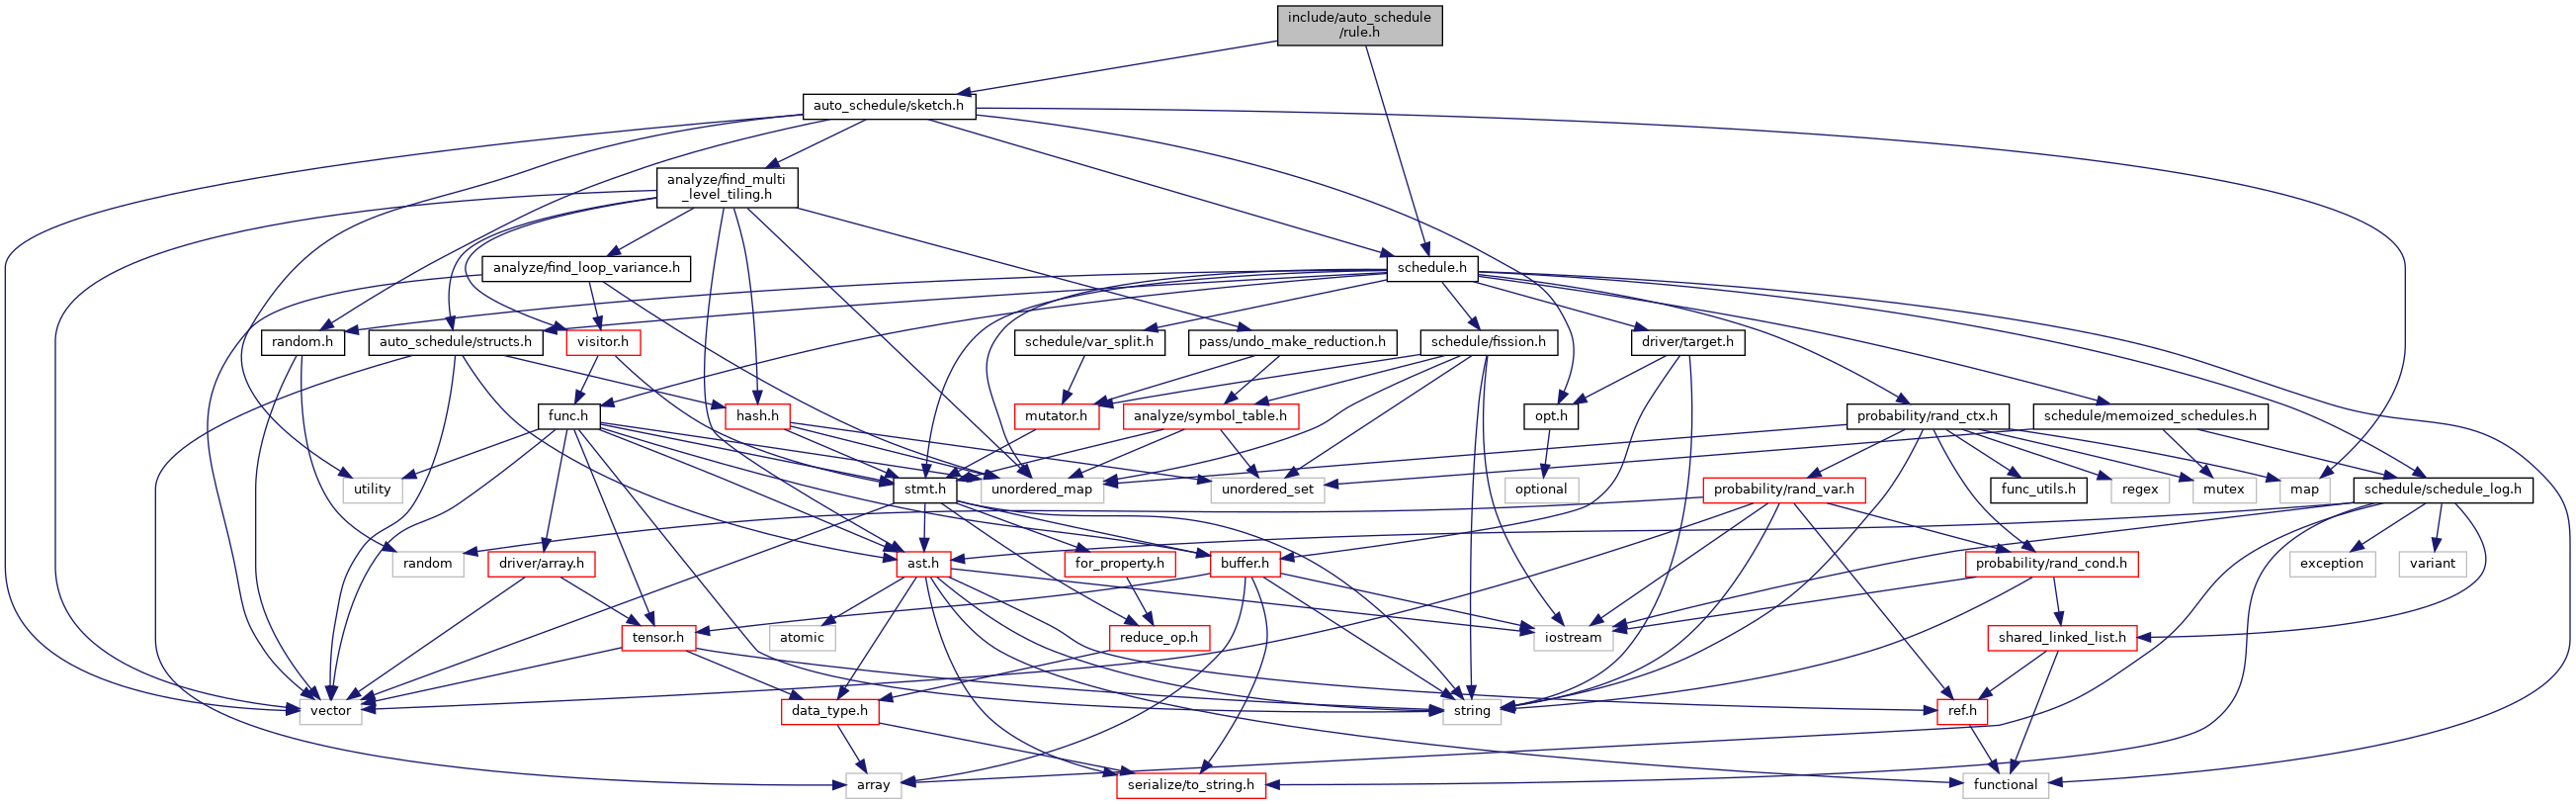 include/auto_schedule
/rule.h
auto_schedule/sketch.h
analyze/find_multi
_level_tiling.h
analyze/find_loop_variance.h
schedule.h
random.h
auto_schedule/structs.h
visitor.h
schedule/var_split.h
pass/undo_make_reduction.h
schedule/fission.h
driver/target.h
func.h
hash.h
mutator.h
analyze/symbol_table.h
opt.h
probability/rand_ctx.h
schedule/memoized_schedules.h
utility
stmt.h
unordered_map
unordered_set
optional
probability/rand_var.h
func_utils.h
regex
mutex
map
schedule/schedule_log.h
random
driver/array.h
ast.h
for_property.h
buffer.h
probability/rand_cond.h
exception
variant
tensor.h
atomic
reduce_op.h
iostream
shared_linked_list.h
vector
data_type.h
string
ref.h
array
serialize/to_string.h
functional